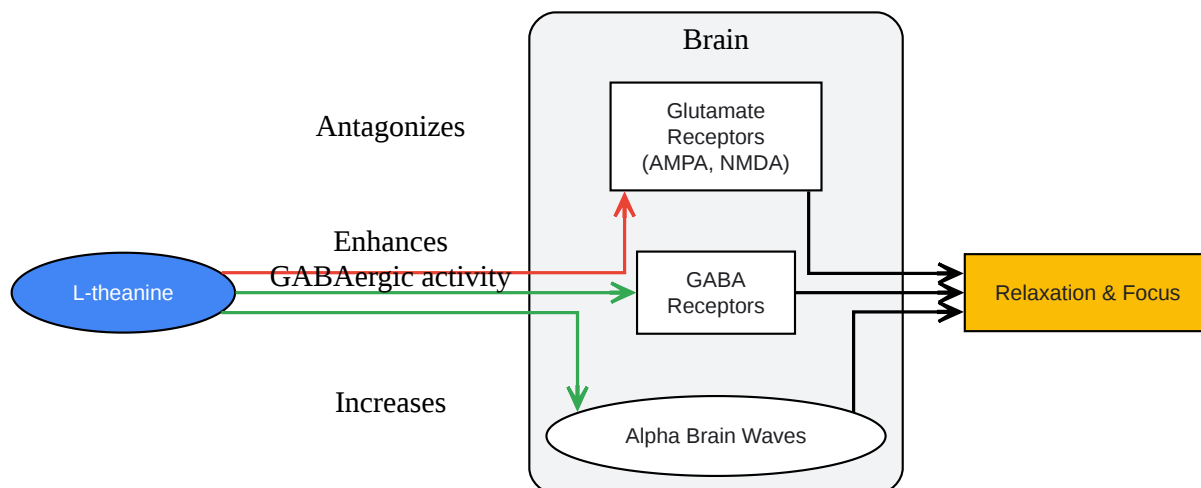 Brain
Antagonizes
Glutamate
Receptors
(AMPA, NMDA)
Enhances
GABAergic activity
L-theanine
GABA
Receptors
Relaxation & Focus
Increases
Alpha Brain Waves